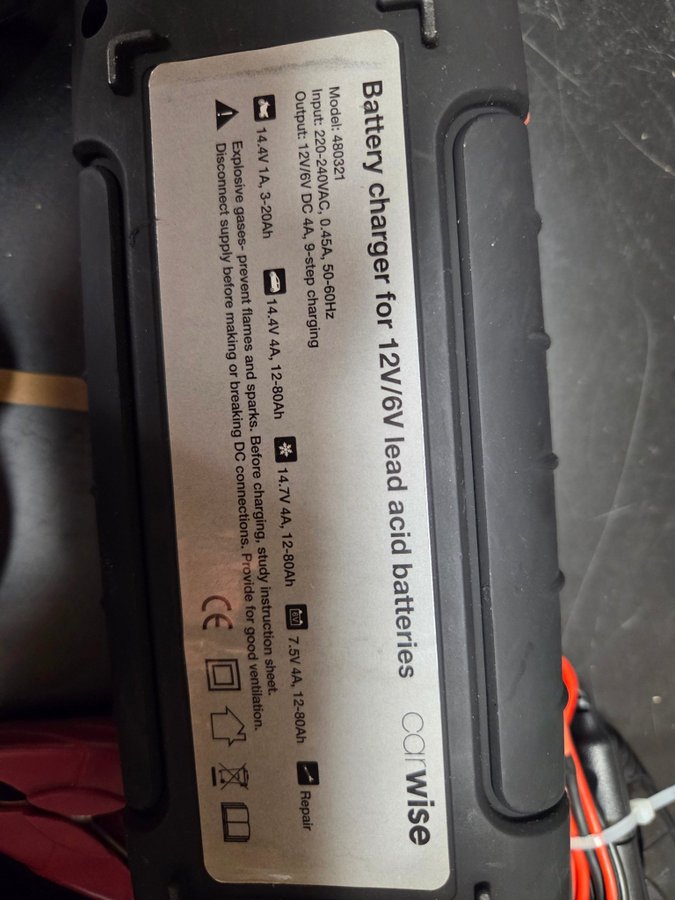 Battery charger for 12V/6V lead acid batteries carwise
Model: 480321
Input: 220-240VAC, 0.45A, 50-60Hz
Output: 12V/6V DC 4A, 9-step charging
14.4V 1A, 3-20Ah 14.4V 4A, 12-80Ah 14.7V 4A, 12-80Ah 6V 7.5V 4A, 12-80Ah Repair
Explosive gases- prevent flames and sparks. Before charging, study instruction sheet.
Disconnect supply before making or breaking DC connections. Provide for good ventilation.
CE